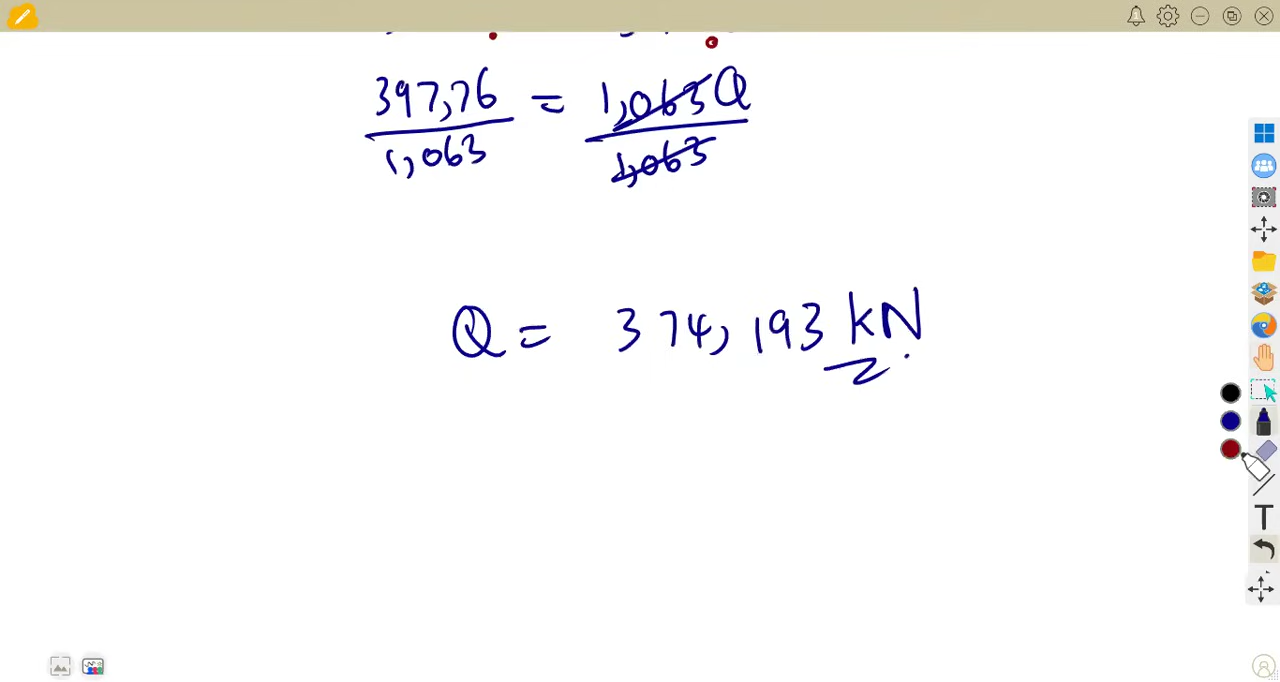 397,76 = 1,063Q
1,063 1,063
Q = 374,193 kN
T